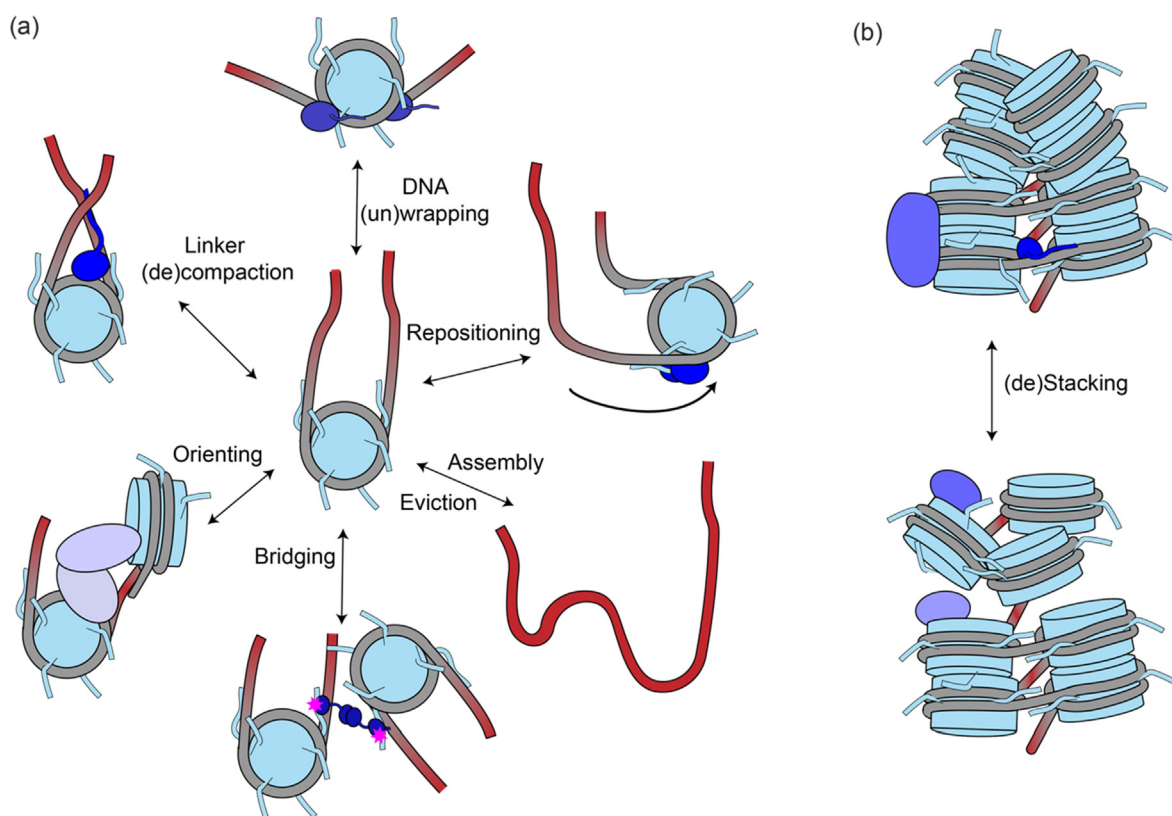 (a)
(b)
DNA
(un)wrapping
Linker
(de)compaction
Repositioning
(de)Stacking
Orienting
Assembly
Eviction
Bridging